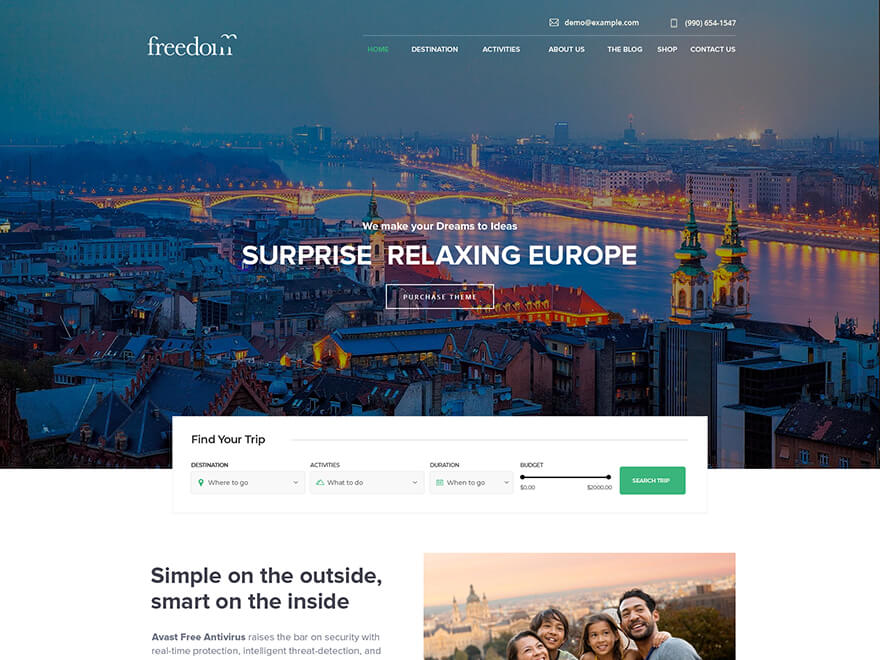 demo@example.com (990) 654-1547
freedom
HOME DESTINATION ACTIVITIES ABOUT US THE BLOG SHOP CONTACT US
We make your Dreams to Ideas
SURPRISE RELAXING EUROPE
PURCHASE THEME
Find Your Trip
DESTINATION ACTIVITIES DURATION BUDGET
Where to go What to do When to go SEARCH TRIP
$0.00 $2000.00
Simple on the outside,
smart on the inside
Avast Free Antivirus raises the bar on security with
real-time protection, intelligent threat-detection, and